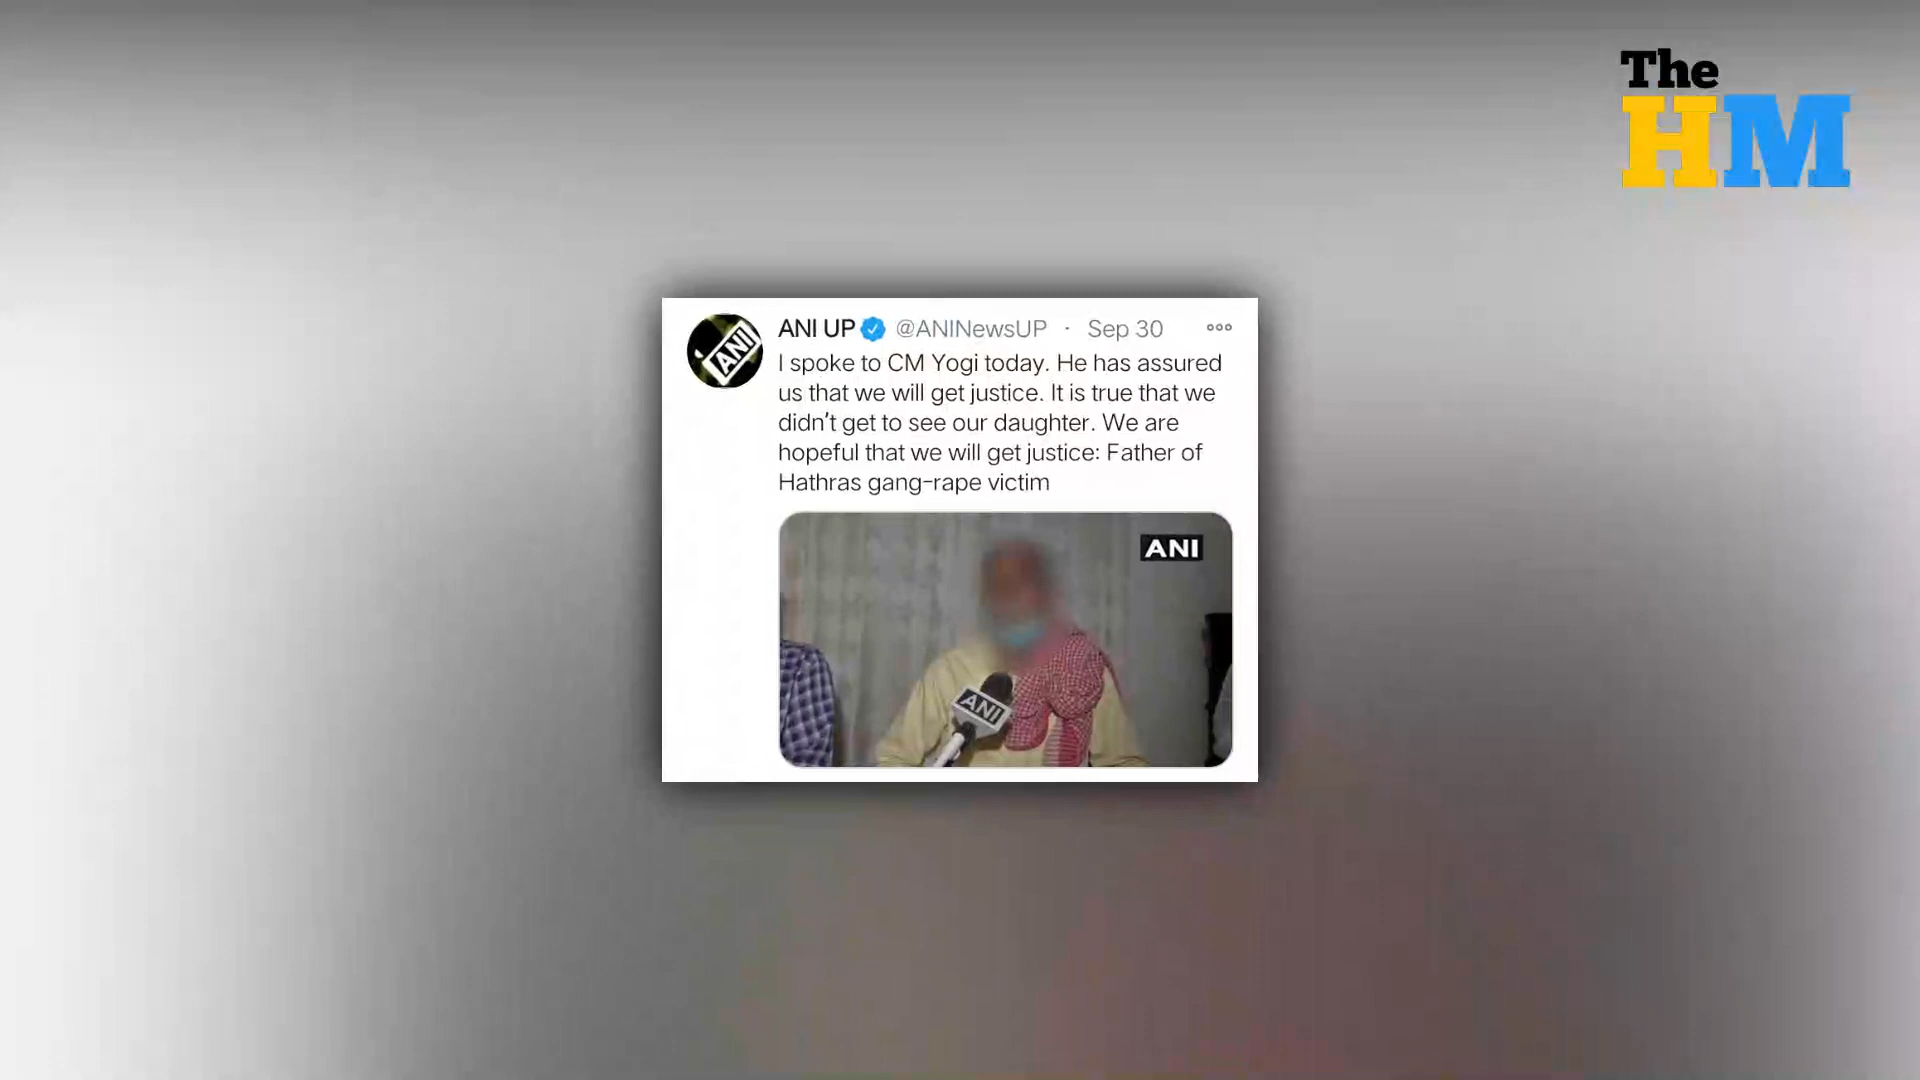 The
HM
ANI UP @ANINewsUP · Sep 30
I spoke to CM Yogi today. He has assured
us that we will get justice. It is true that we
didn't get to see our daughter. We are
hopeful that we will get justice: Father of
Hathras gang-rape victim
ANI
ANI
ANI